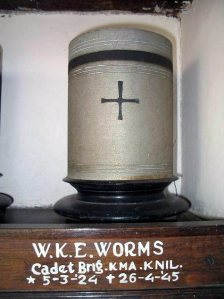 W.K.E. WORMS
Cadet Brig. KMA. KNIL.
* 5-3-24 ✝ 26-4-45